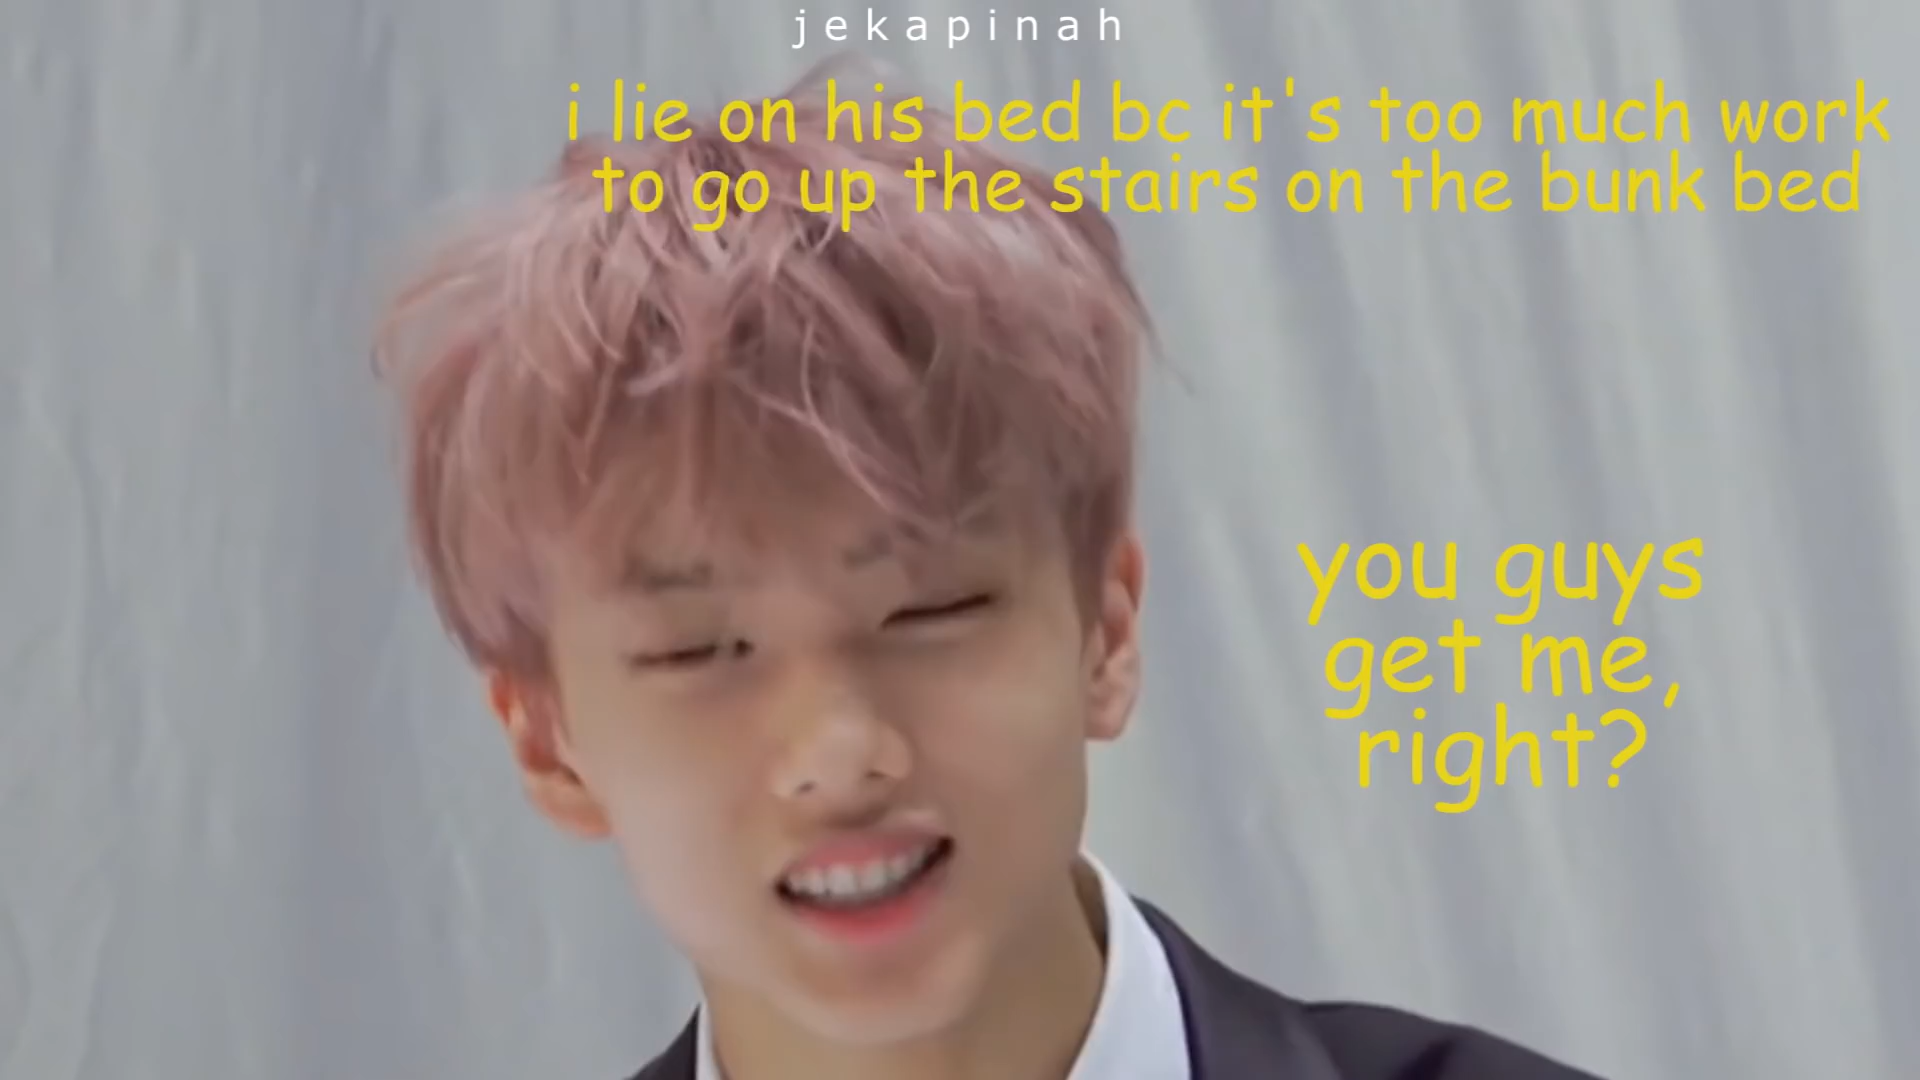 jekapinah
i lie on his bed bc it's too much work
to go up the stairs on the bunk bed
you guys
get me,
right?